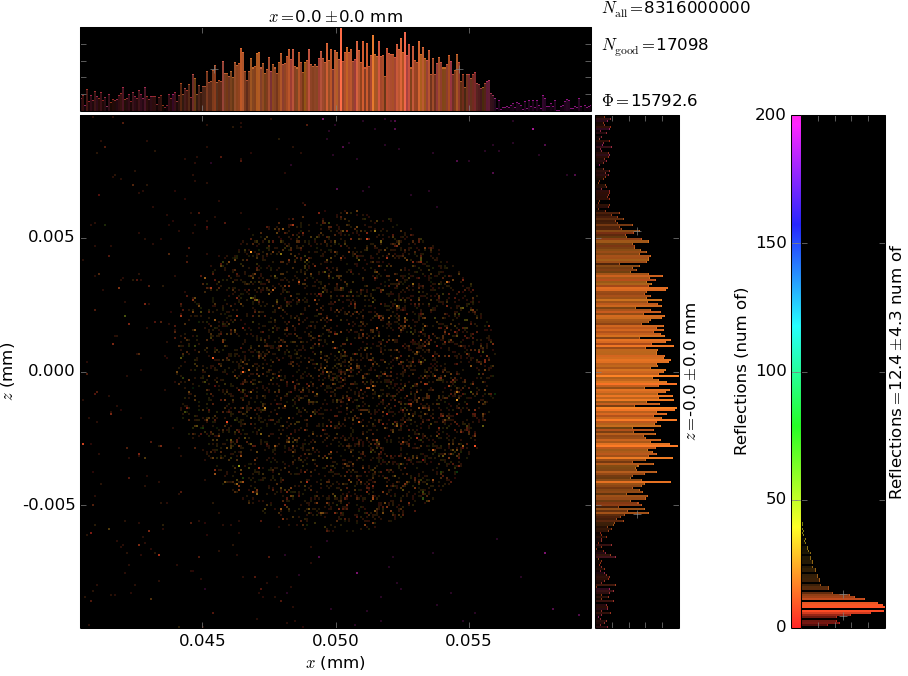 x=0.0±0.0 mm
N_all=8316000000
N_good=17098
Φ=15792.6
0.005
0.000
-0.005
z (mm)
0.045
0.050
0.055
x (mm)
z=-0.0±0.0 mm
200
150
100
50
0
Reflections (num of)
Reflections=12.4±4.3 num of